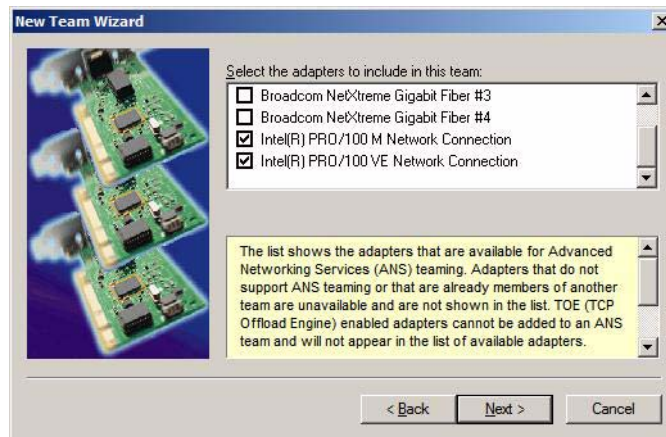 New Team Wizard
Select the adapters to include in this team:
Broadcom NetXtreme Gigabit Fiber #3
Broadcom NetXtreme Gigabit Fiber #4
Intel(R) PRO/100 M Network Connection
Intel(R) PRO/100 VE Network Connection
The list shows the adapters that are available for Advanced
Networking Services (ANS) teaming. Adapters that do not
support ANS teaming or that are already members of another
team are unavailable and are not shown in the list. TOE (TCP
Offload Engine) enabled adapters cannot be added to an ANS
team and will not appear in the list of available adapters.
< Back Next > Cancel